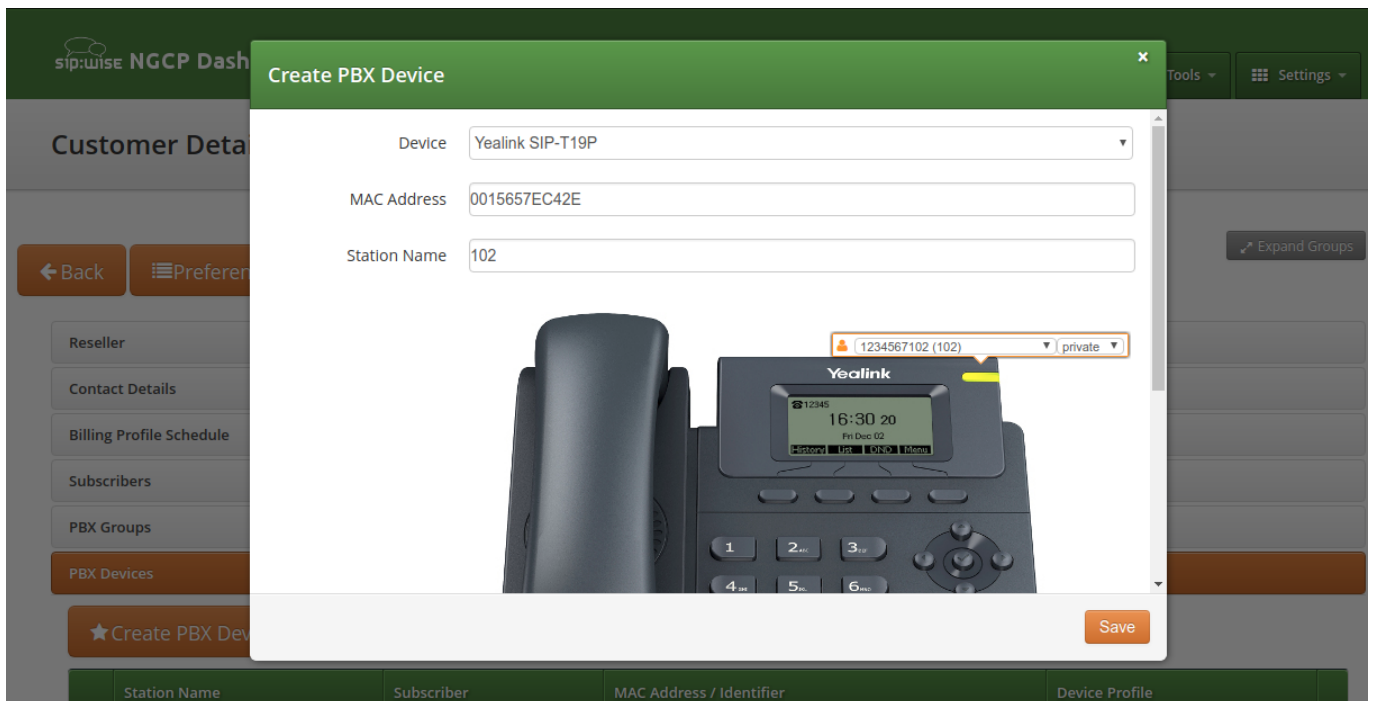 sip:wise NGCP Dash
Create PBX Device
×
Tools
Settings
Customer Detai
Device
Yealink SIP-T19P
MAC Address
0015657EC42E
Station Name
102
Back
Preferen
Expand Groups
1234567102 (102)
private
Yealink
12345
16:30 20
Fri Dec 02
History List DND Menu
1 2 3
4 5 6
Reseller
Contact Details
Billing Profile Schedule
Subscribers
PBX Groups
PBX Devices
Create PBX Dev
Save
Station Name Subscriber MAC Address / Identifier Device Profile